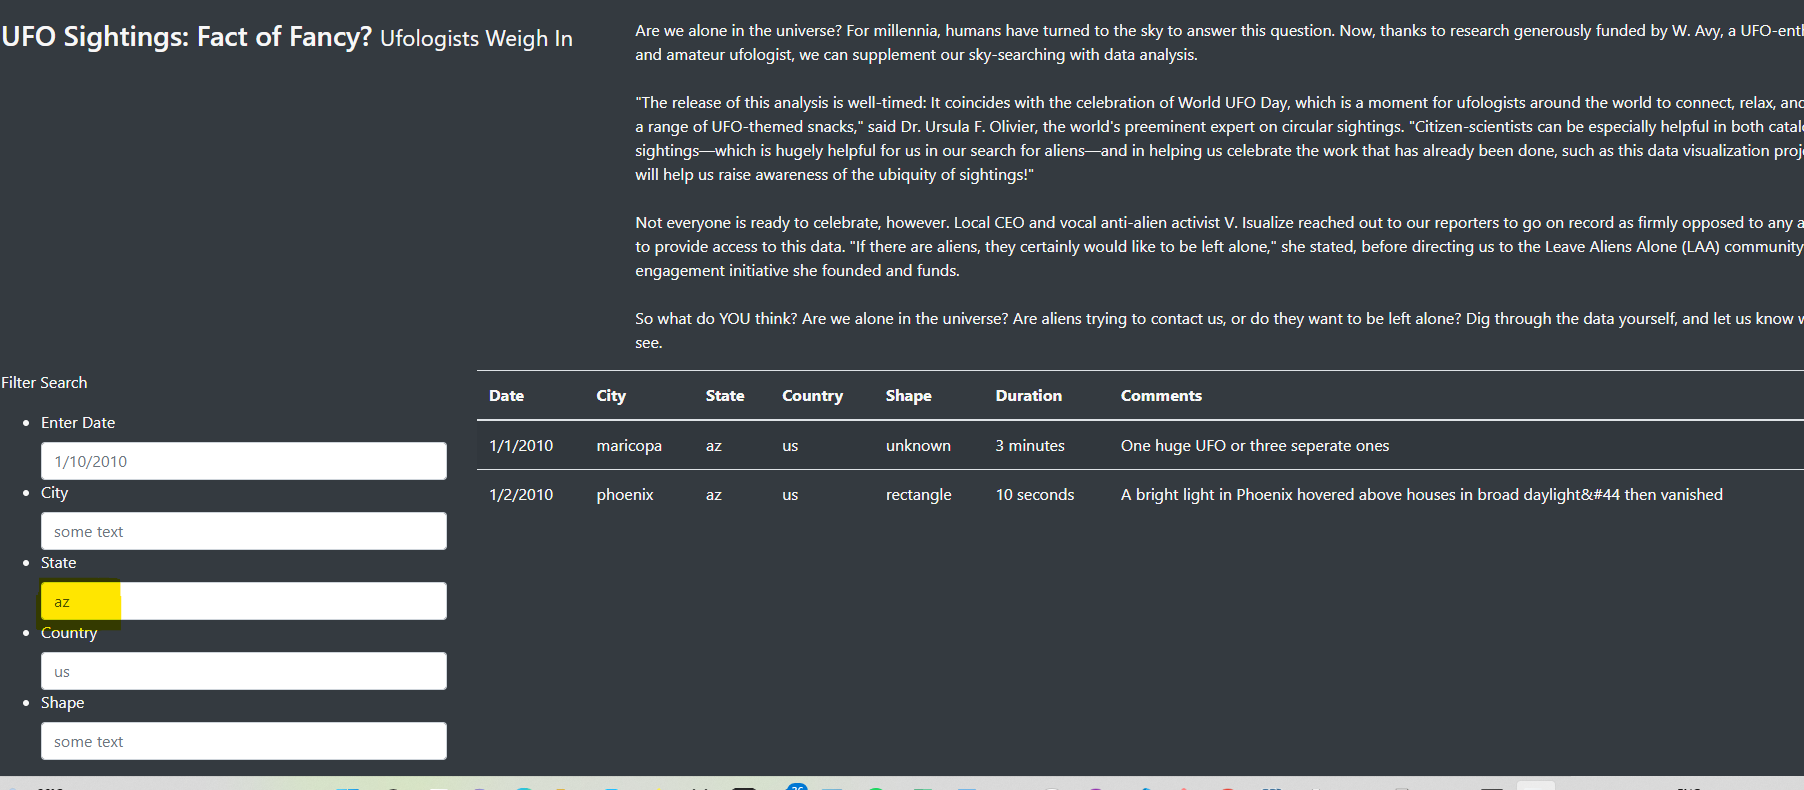 UFO Sightings: Fact of Fancy? Ufologists Weigh In
Are we alone in the universe? For millennia, humans have turned to the sky to answer this question. Now, thanks to research generously funded by W. Avy, a
and amateur ufologist, we can supplement our sky-searching with data analysis.
"The release of this analysis is well-timed: It coincides with the celebration of World UFO Day, which is a moment for ufologists around the world to connect, relax, and
a range of UFO-themed snacks," said Dr. Ursula F. Olivier, the world's preeminent expert on circular sightings. "Citizen-scientists can be especially helpful in both
sightings—which is hugely helpful for us in our search for aliens—and in helping us celebrate the work that has already been done, such as this data visualization
will help us raise awareness of the ubiquity of sightings!"
Not everyone is ready to celebrate, however. Local CEO and vocal anti-alien activist V. Isualize reached out to our reporters to go on record as firmly opposed to any
to provide access to this data. "If there are aliens, they certainly would like to be left alone," she stated, before directing us to the Leave Aliens Alone (LAA) community
engagement initiative she founded and funds.
So what do YOU think? Are we alone in the universe? Are aliens trying to contact us, or do they want to be left alone? Dig through the data yourself, and let us know
see.
Filter Search
Enter Date
1/10/2010
City
some text
State
az
Country
us
Shape
some text
Date City State Country Shape Duration Comments
1/1/2010 maricopa az us unknown 3 minutes One huge UFO or three seperate ones
1/2/2010 phoenix az us rectangle 10 seconds A bright light in Phoenix hovered above houses in broad daylight&#44 then vanished